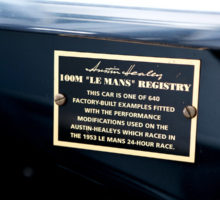 Austin Healey
100M "LE MANS" REGISTRY
THIS CAR IS ONE OF 640
FACTORY-BUILT EXAMPLES FITTED
WITH THE PERFORMANCE
MODIFICATIONS USED ON THE
AUSTIN-HEALEYS WHICH RACED IN
THE 1953 LE MANS 24-HOUR RACE.